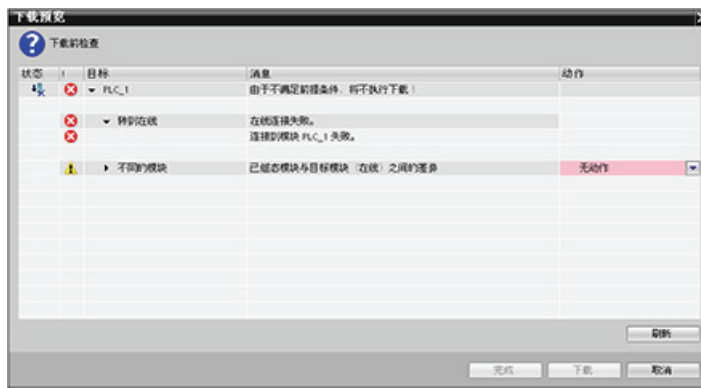 下载预览
下载前检查
状态 ! 目标 消息 动作
PLC_1 由于不满足前提条件，将不执行下载！
转到在线 在线连接失败。
连接到模块 PLC_1 失败。
不同的模块 已组态模块与目标模块（在线）之间的差异 无动作
刷新
完成 下载 取消